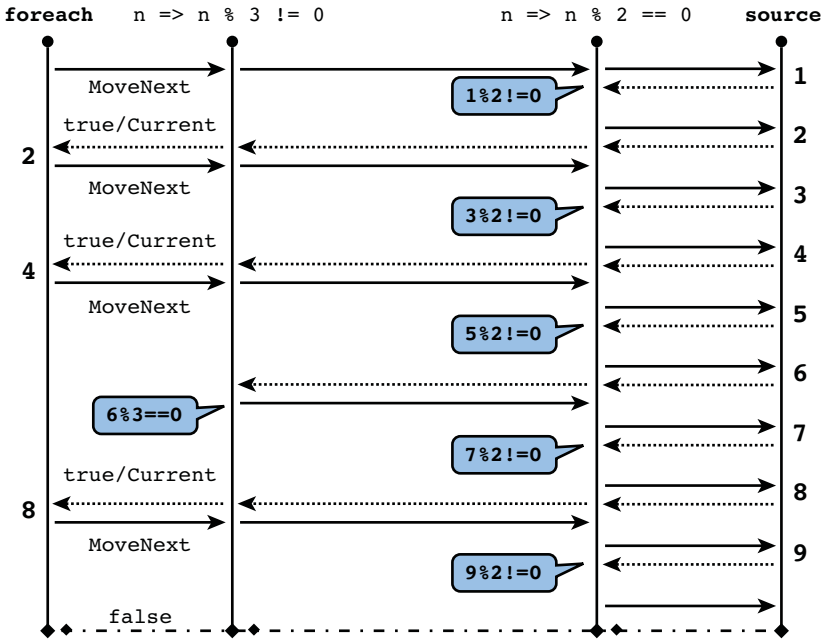 foreach n => n % 3 != 0 n => n % 2 == 0 source
1
MoveNext
1%2!=0
true/Current
2
2
MoveNext
3
3%2!=0
true/Current
4
4
MoveNext
5
5%2!=0
6
6%3==0
7
7%2!=0
true/Current
8
8
MoveNext
9
9%2!=0
false